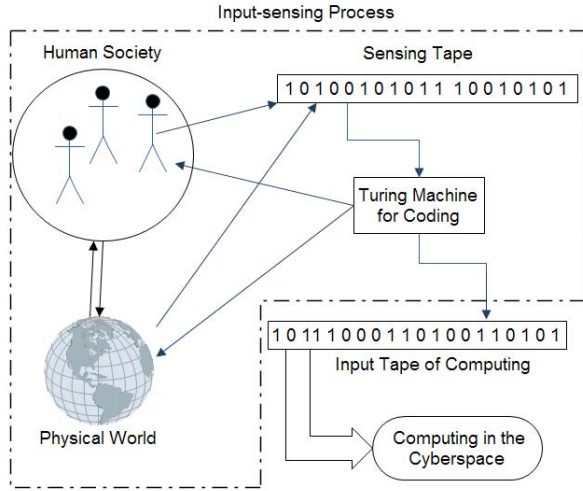 Input-sensing Process
Human Society
Sensing Tape
1 0 1 0 0 1 0 1 0 1 1 1 0 0 1 0 1 0 1
Turing Machine
for Coding
1 0 1 1 1 0 0 0 1 1 0 1 0 0 1 1 0 1 0 1
Input Tape of Computing
Physical World
Computing in the
Cyberspace